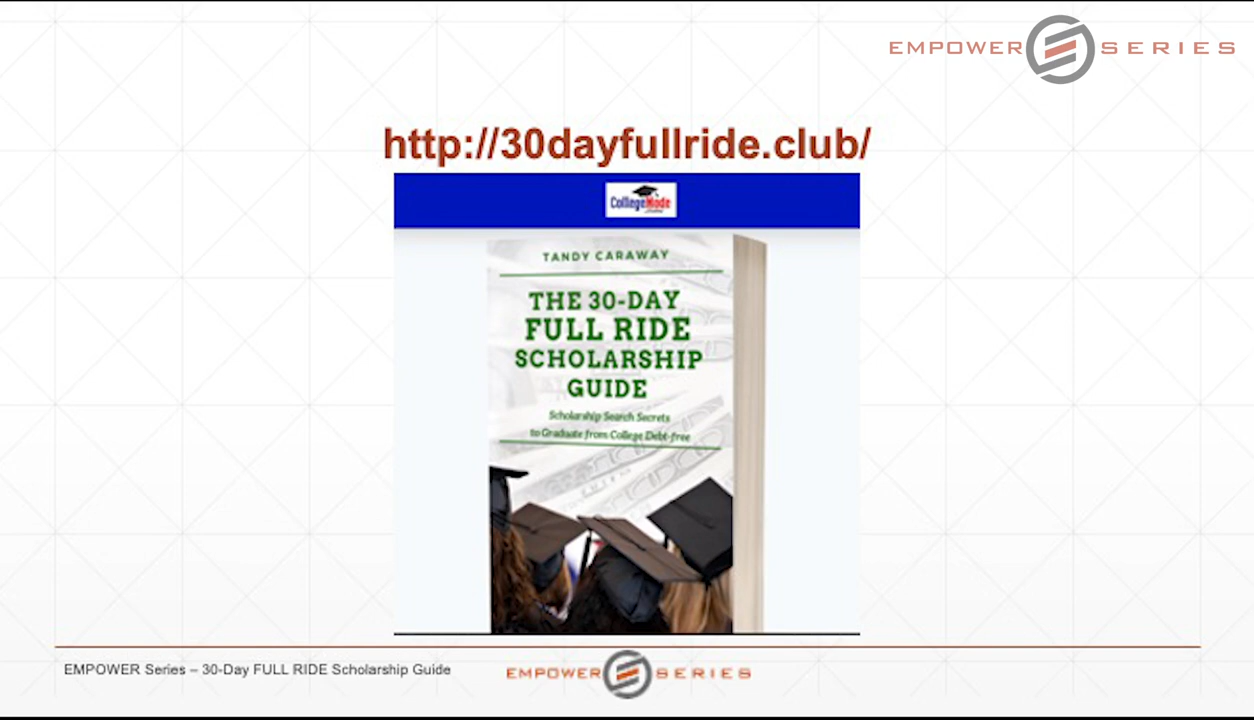 EMPOWER SERIES
http://30dayfullride.club/
CollegeMode
TANDY CARAWAY
THE 30-DAY
FULL RIDE
SCHOLARSHIP
GUIDE
Scholarship Search Secrets
to Graduate from College Debt-free
EMPOWER Series – 30-Day FULL RIDE Scholarship Guide
EMPOWER SERIES